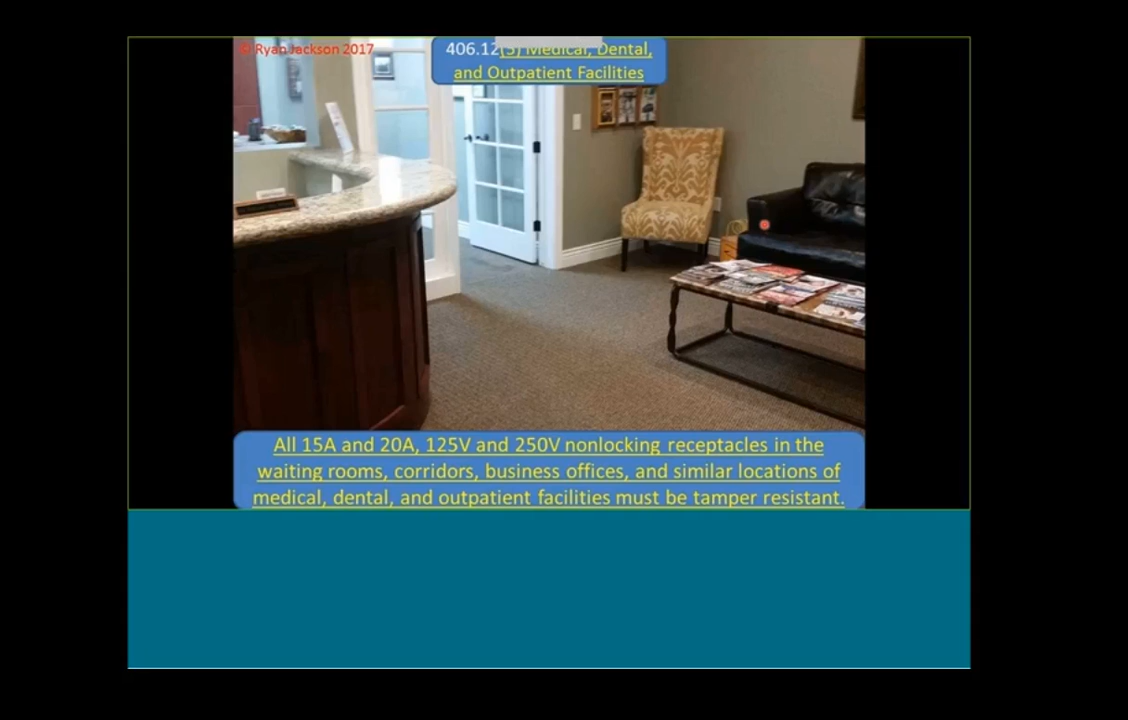 © Ryan Jackson 2017
406.12(5) Medical, Dental,
and Outpatient Facilities
All 15A and 20A, 125V and 250V nonlocking receptacles in the
waiting rooms, corridors, business offices, and similar locations of
medical, dental, and outpatient facilities must be tamper resistant.